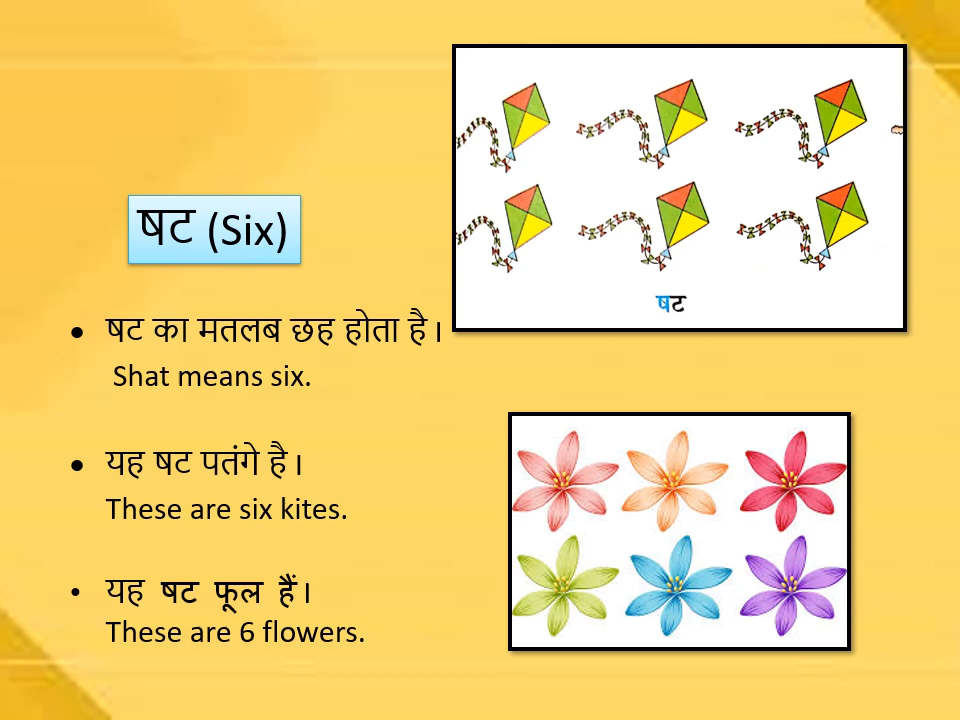 षट (Six)
षट
• षट का मतलब छह होता है।
Shat means six.
• यह षट पतंगे है।
These are six kites.
• यह षट फूल हैं।
These are 6 flowers.